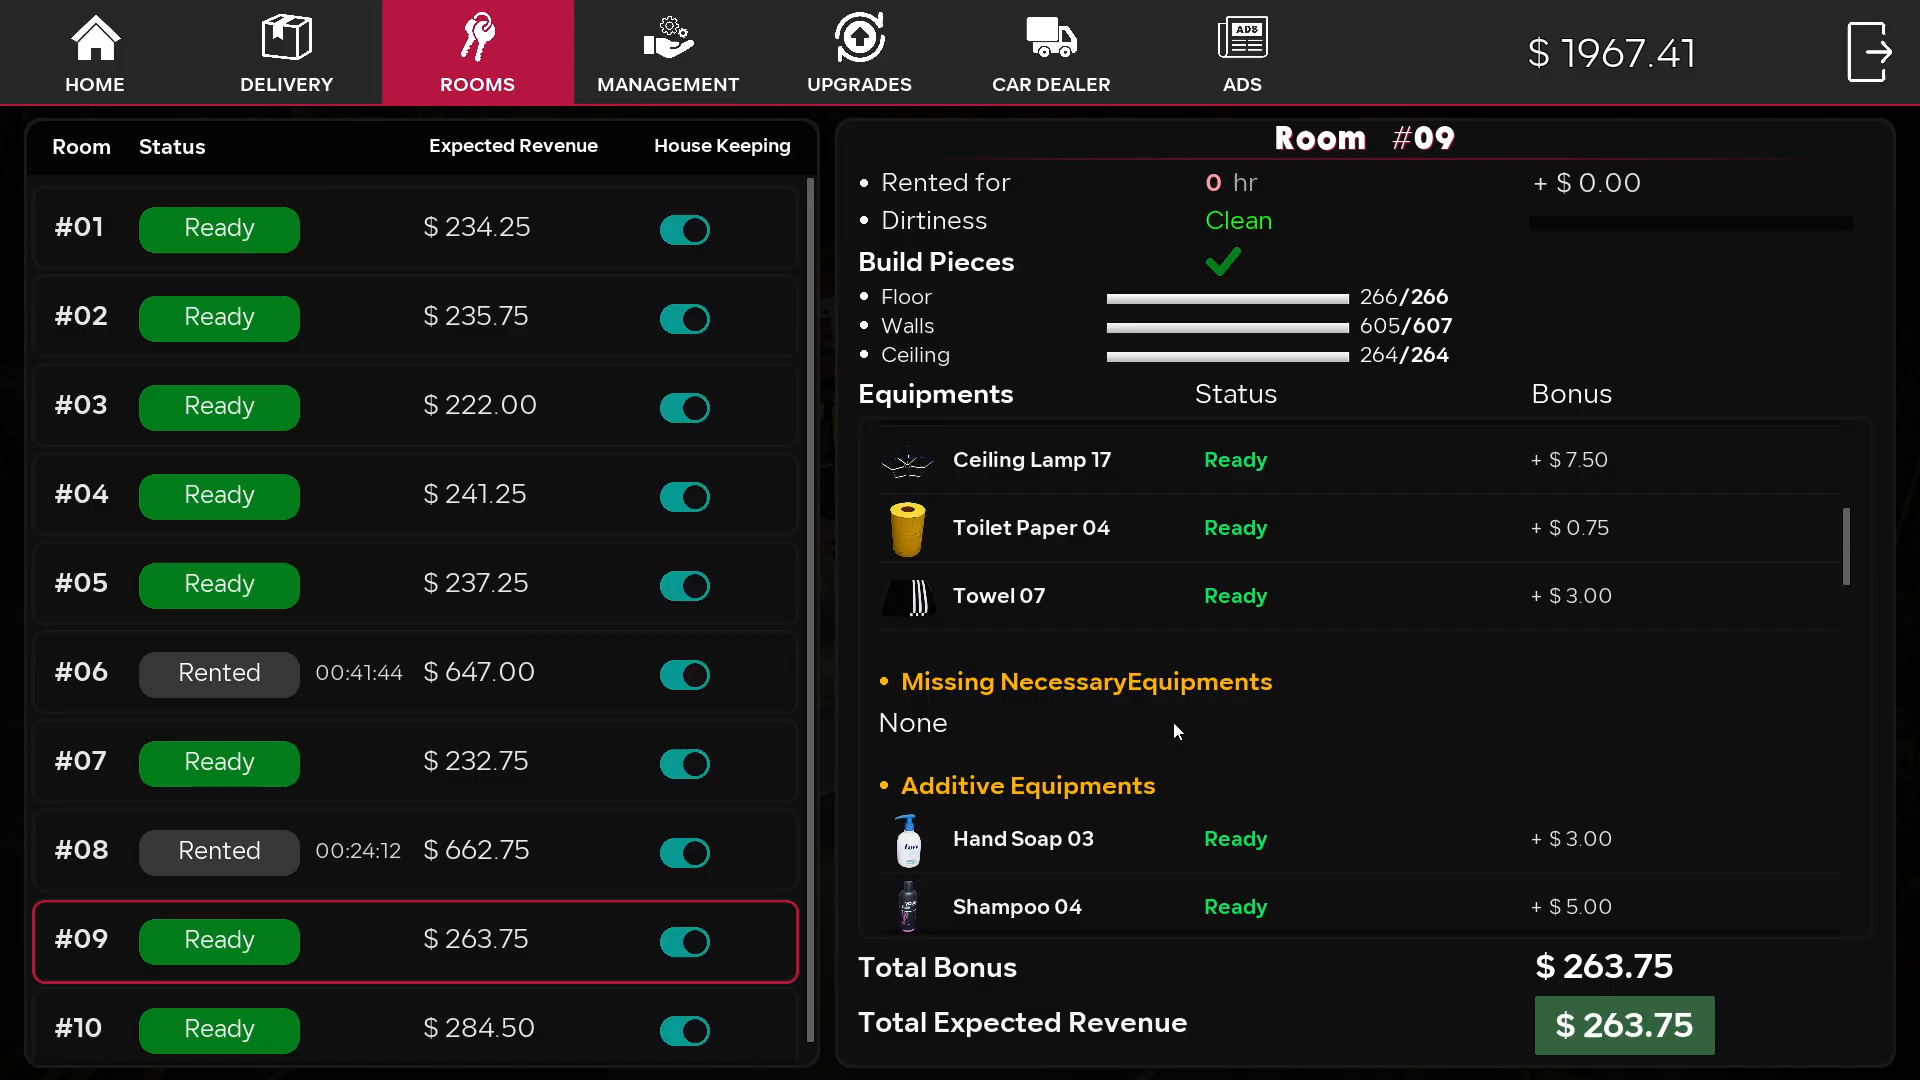 HOME
DELIVERY
ROOMS
MANAGEMENT
UPGRADES
CAR DEALER
ADS
ADS
$ 1967.41
Room Status Expected Revenue House Keeping
#01 Ready $ 234.25
#02 Ready $ 235.75
#03 Ready $ 222.00
#04 Ready $ 241.25
#05 Ready $ 237.25
#06 Rented 00:41:44 $ 647.00
#07 Ready $ 232.75
#08 Rented 00:24:12 $ 662.75
#09 Ready $ 263.75
#10 Ready $ 284.50
Room #09
• Rented for 0 hr + $ 0.00
• Dirtiness Clean
Build Pieces
• Floor 266/266
• Walls 605/607
• Ceiling 264/264
Equipments Status Bonus
Ceiling Lamp 17 Ready + $ 7.50
Toilet Paper 04 Ready + $ 0.75
Towel 07 Ready + $ 3.00
• Missing NecessaryEquipments
None
• Additive Equipments
Hand Soap 03 Ready + $ 3.00
Shampoo 04 Ready + $ 5.00
Total Bonus $ 263.75
Total Expected Revenue $ 263.75